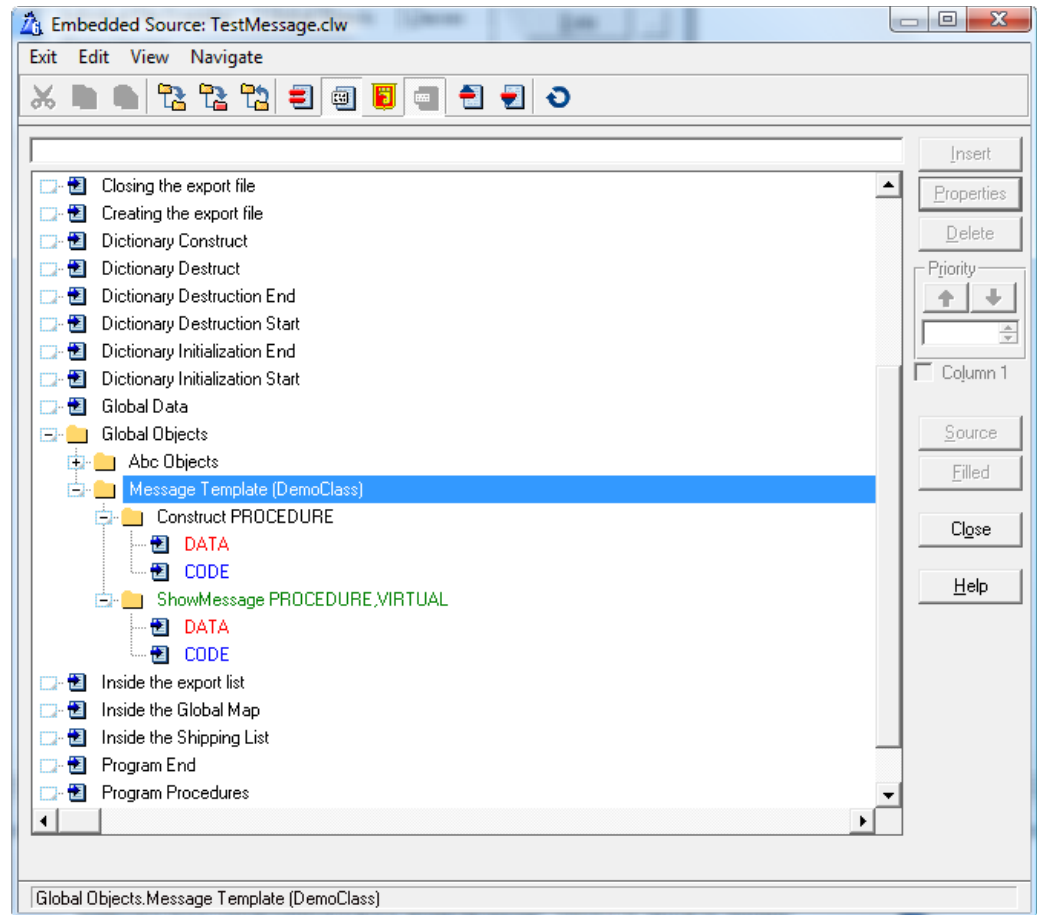 Embedded Source: TestMessage.clw
Exit Edit View Navigate
Insert
Closing the export file
Properties
Creating the export file
Dictionary Construct
Delete
Dictionary Destruct
Priority
Dictionary Destruction End
Dictionary Destruction Start
Dictionary Initialization End
Dictionary Initialization Start
Column 1
Global Data
Global Objects
Source
Abc Objects
Filled
Message Template (DemoClass)
Construct PROCEDURE
Close
DATA
CODE
Help
ShowMessage PROCEDURE,VIRTUAL
DATA
CODE
Inside the export list
Inside the Global Map
Inside the Shipping List
Program End
Program Procedures
Global Objects.Message Template (DemoClass)